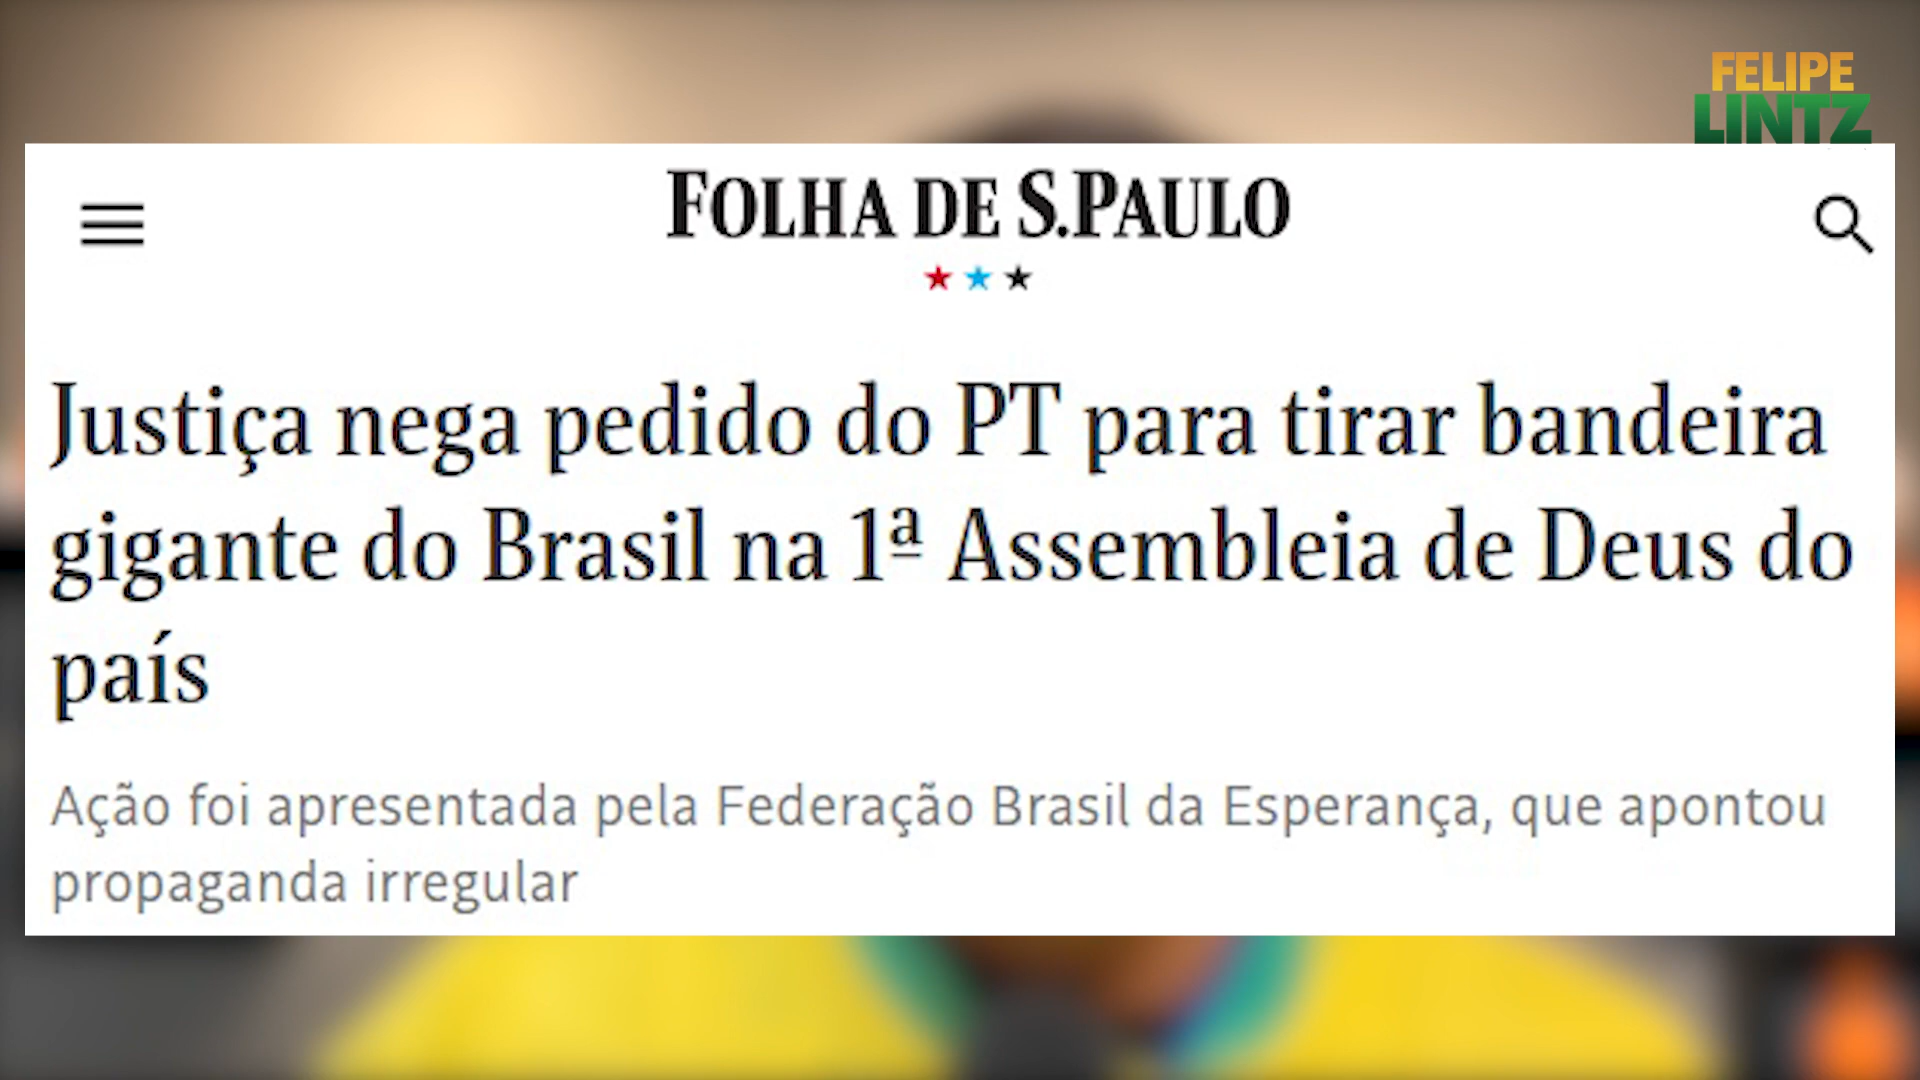 FELIPE
LINTZ
FOLHA DE S.PAULO
Justiça nega pedido do PT para tirar bandeira
gigante do Brasil na 1ª Assembleia de Deus do
país
Ação foi apresentada pela Federação Brasil da Esperança, que apontou
propaganda irregular